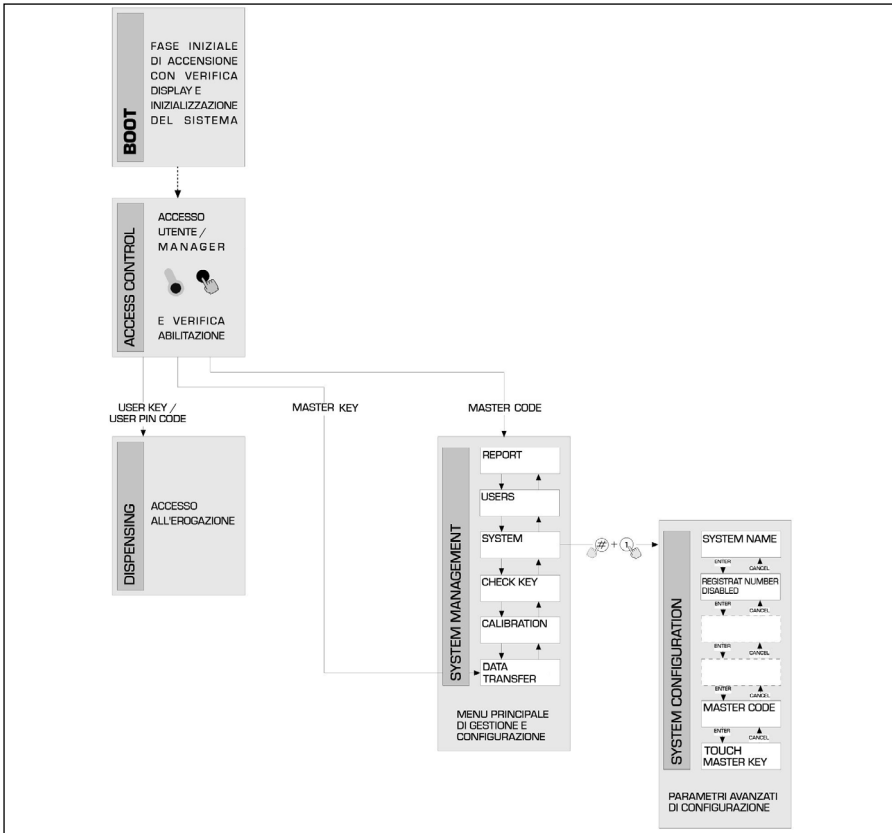 BOOT
FASE INIZIALE
DI ACCENSIONE
CON VERIFICA
DISPLAY E
INIZIALIZZAZIONE
DEL SISTEMA
ACCESS CONTROL
ACCESSO
UTENTE /
MANAGER
E VERIFICA
ABILITAZIONE
USER KEY /
USER PIN CODE
MASTER KEY
MASTER CODE
DISPENSING
ACCESSO
ALL'EROGAZIONE
SYSTEM MANAGEMENT
REPORT
USERS
SYSTEM
CHECK KEY
CALIBRATION
DATA
TRANSFER
MENU PRINCIPALE
DI GESTIONE E
CONFIGURAZIONE
# + 1
SYSTEM CONFIGURATION
SYSTEM NAME
ENTER CANCEL
REGISTRAT NUMBER
DISABLED
ENTER CANCEL
ENTER CANCEL
ENTER CANCEL
MASTER CODE
ENTER CANCEL
TOUCH
MASTER KEY
PARAMETRI AVANZATI
DI CONFIGURAZIONE